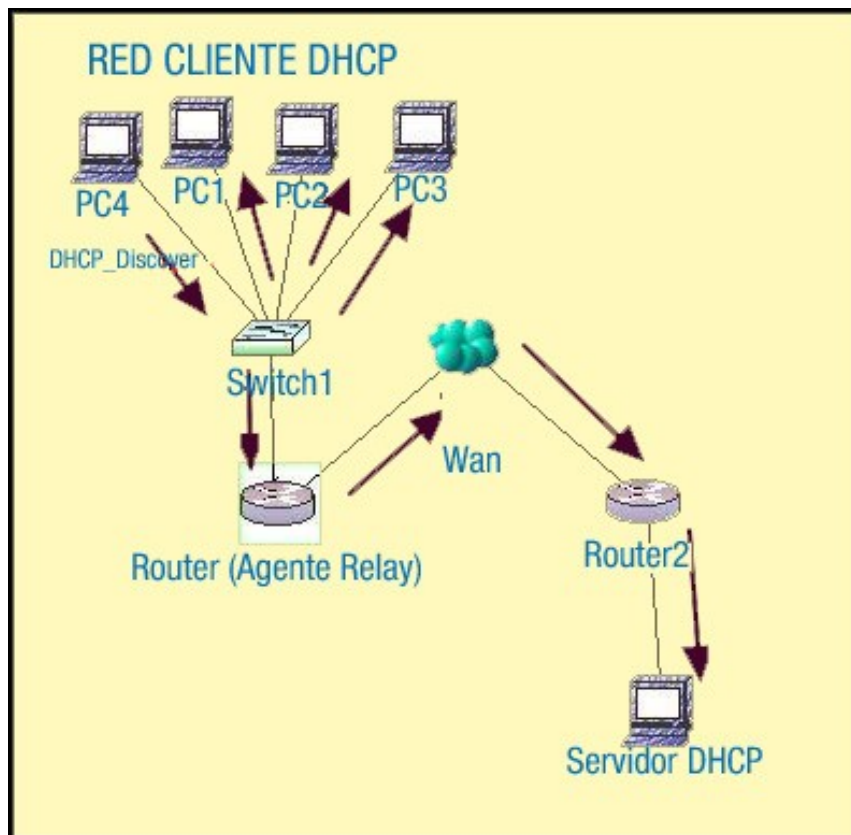 RED CLIENTE DHCP
PC4
PC1
PC2
PC3
DHCP_Discover
Switch1
Wan
Router (Agente Relay)
Router2
Servidor DHCP